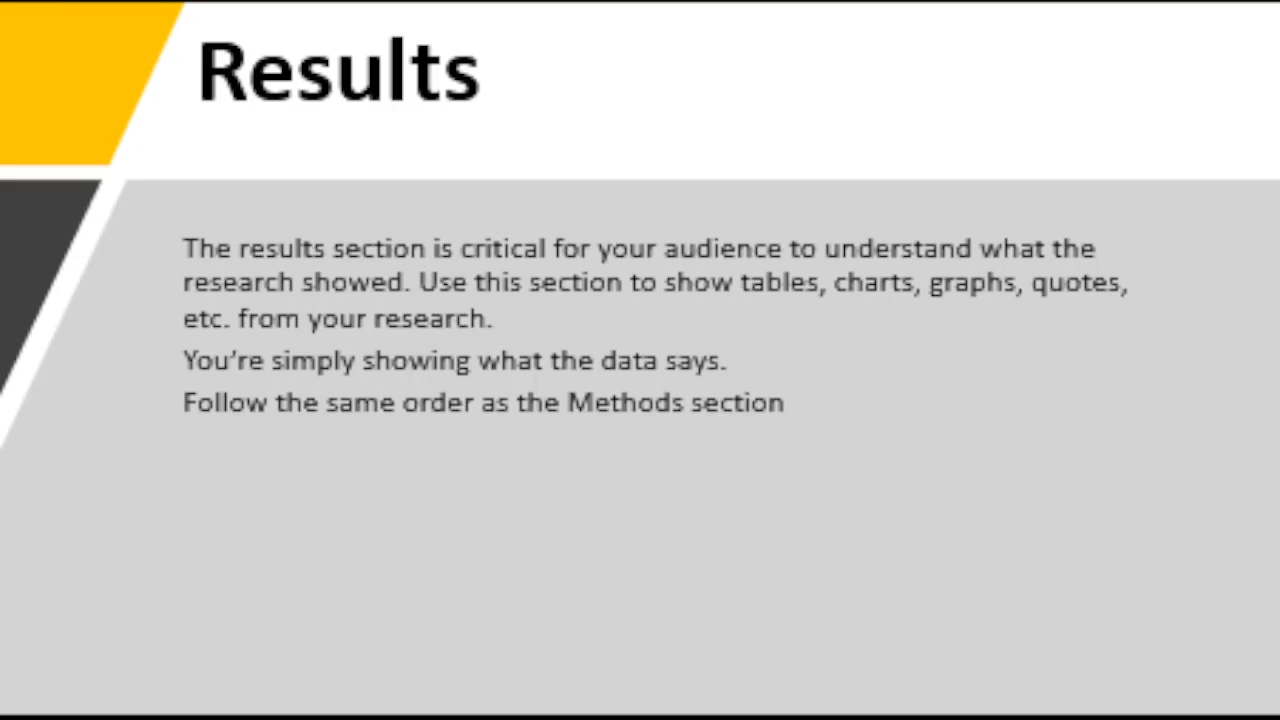 Results
The results section is critical for your audience to understand what the
research showed. Use this section to show tables, charts, graphs, quotes,
etc. from your research.
You’re simply showing what the data says.
Follow the same order as the Methods section